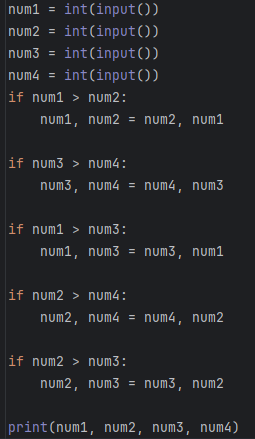 num1 = int(input())
num2 = int(input())
num3 = int(input())
num4 = int(input())
if num1 > num2:
    num1, num2 = num2, num1

if num3 > num4:
    num3, num4 = num4, num3

if num1 > num3:
    num1, num3 = num3, num1

if num2 > num4:
    num2, num4 = num4, num2

if num2 > num3:
    num2, num3 = num3, num2

print(num1, num2, num3, num4)